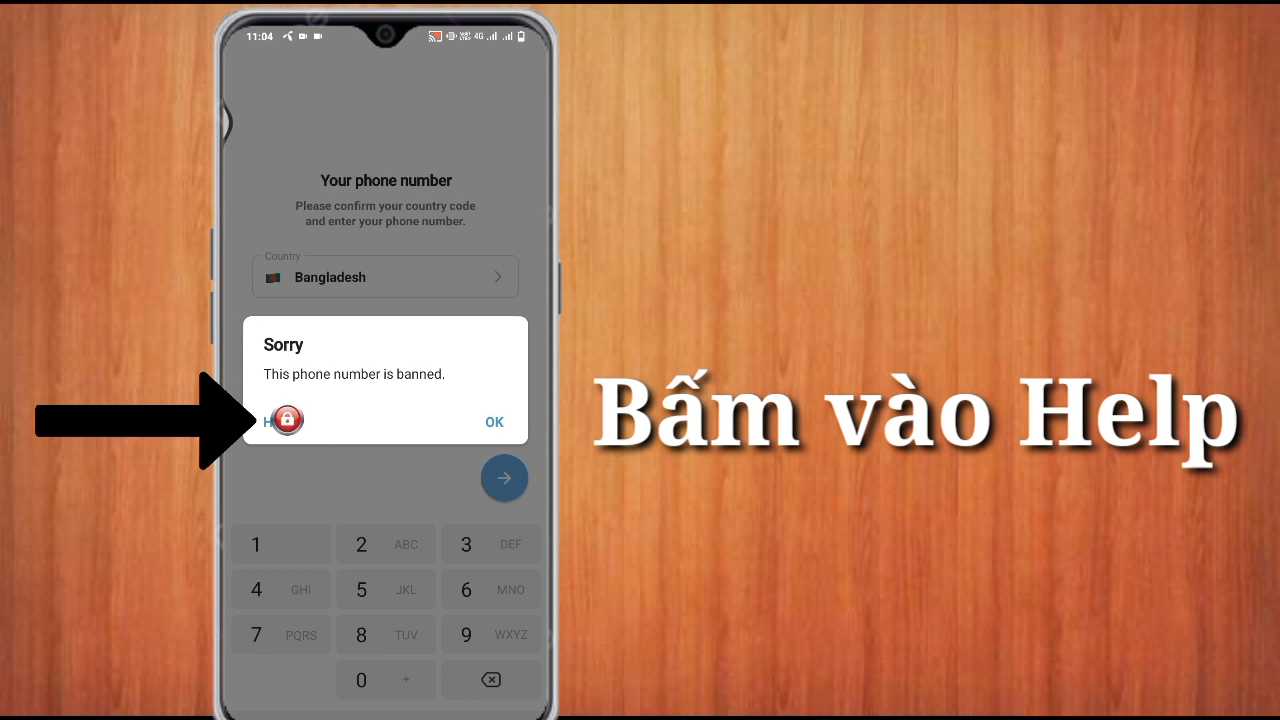 11:04
4G
Your phone number
Please confirm your country code
and enter your phone number.
Country
Bangladesh
Sorry
This phone number is banned.
OK
Bấm vào Help
1
2 ABC
3 DEF
4 GHI
5 JKL
6 MNO
7 PQRS
8 TUV
9 WXYZ
0 +